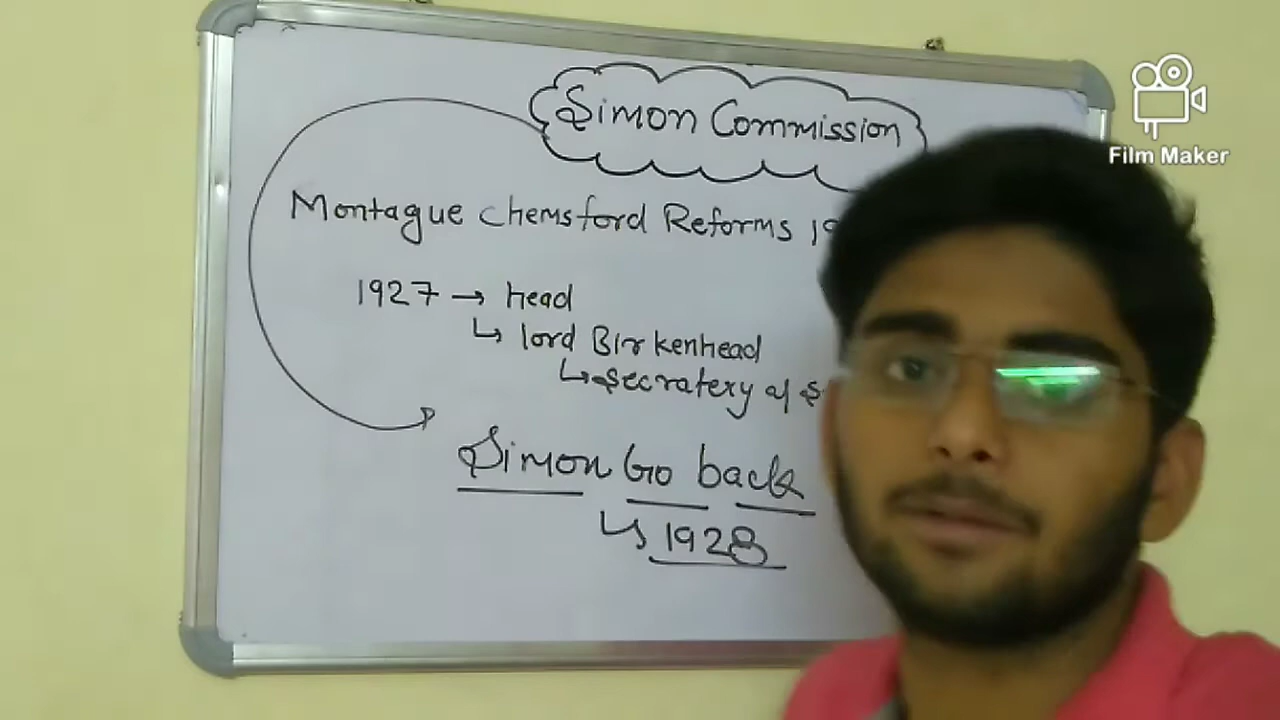 Simon Commission
Montague Chemsford Reforms 19
1927 → head
↳ lord Birkenhead
↳ secratery of S
Simon Go back
↳ 1928
Film Maker